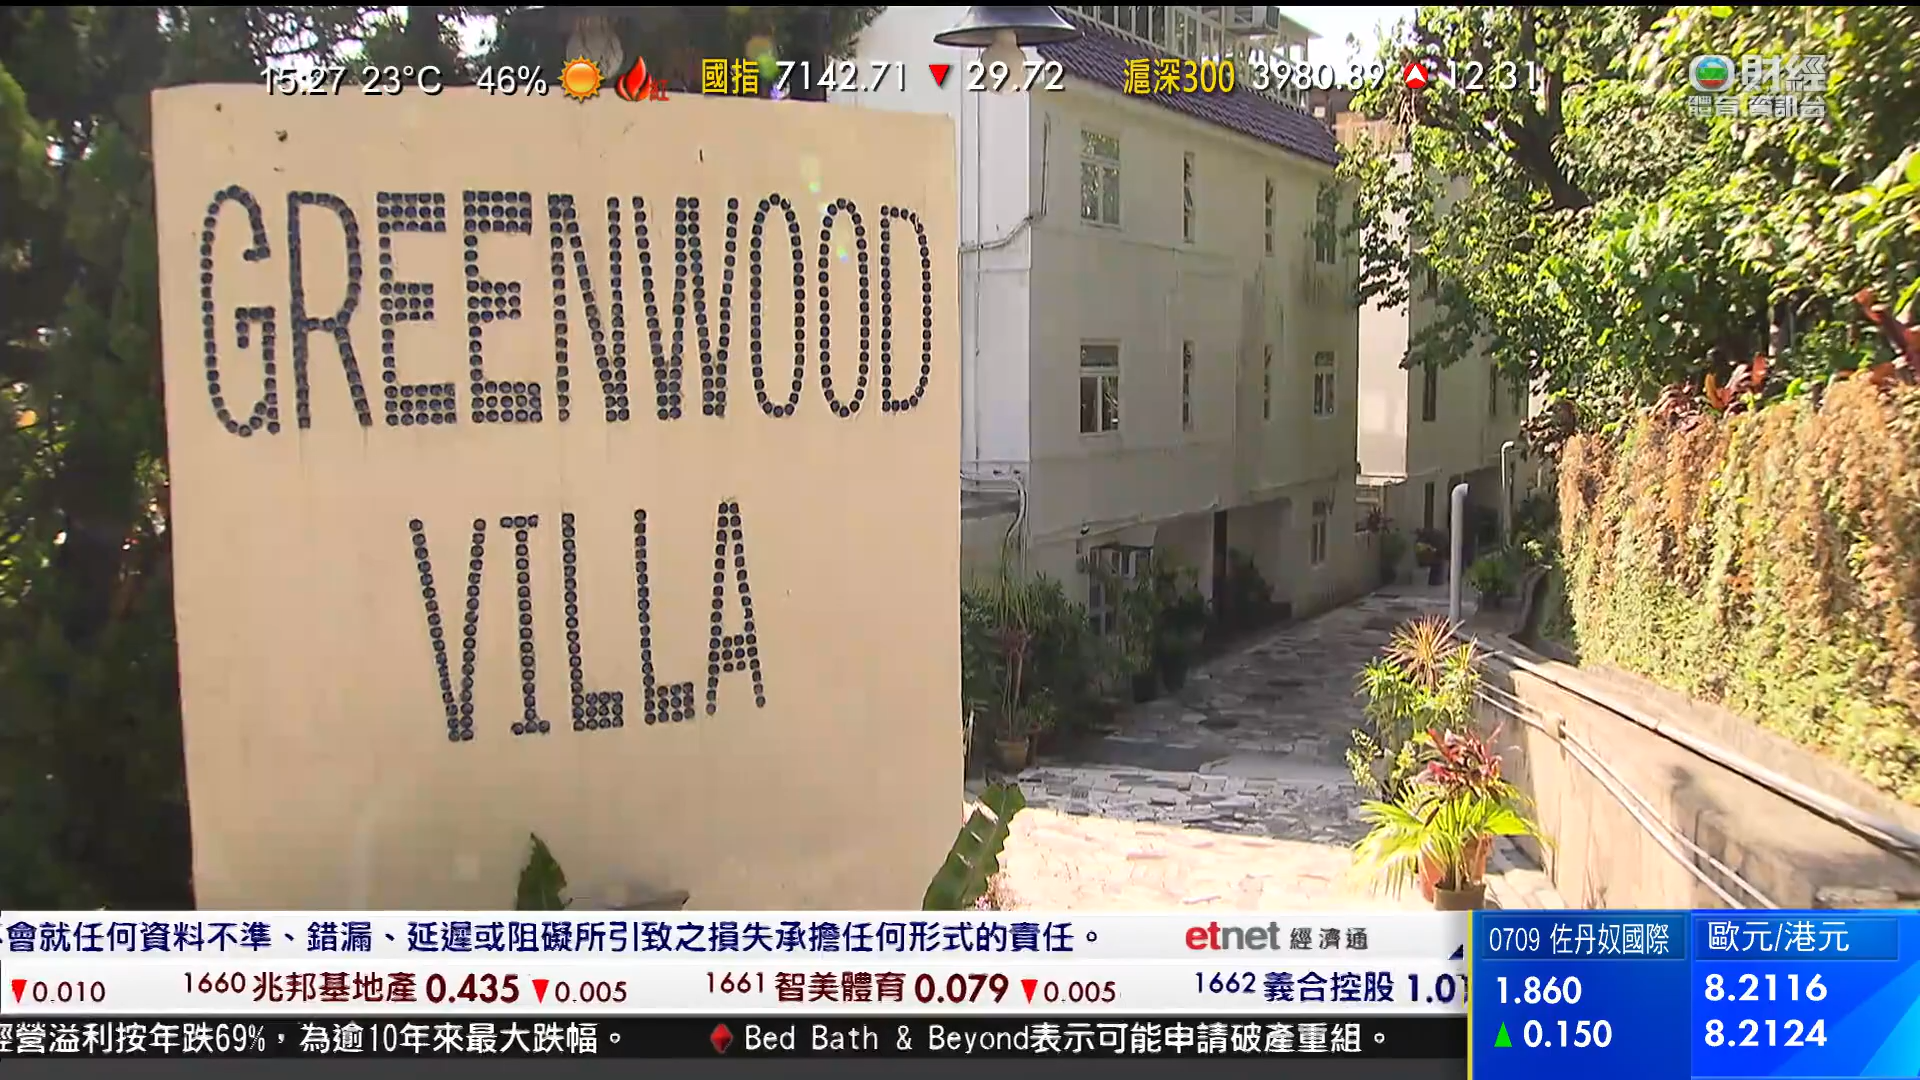 15:27 23°C 46% 紅 國指 7142.71 ▼ 29.72 滬深300 3980.89 ▲ 12.31
財經
體育 資訊台
GREENWOOD
VILLA
會就任何資料不準、錯漏、延遲或阻礙所引致之損失承擔任何形式的責任。 etnet 經濟通
▼0.010 1660 兆邦基地產 0.435 ▼0.005 1661 智美體育 0.079 ▼0.005 1662 義合控股 1.0
經營溢利按年跌69%,為逾10年來最大跌幅。 Bed Bath & Beyond表示可能申請破產重組。
0709 佐丹奴國際
1.860
▲ 0.150
歐元/港元
8.2116
8.2124